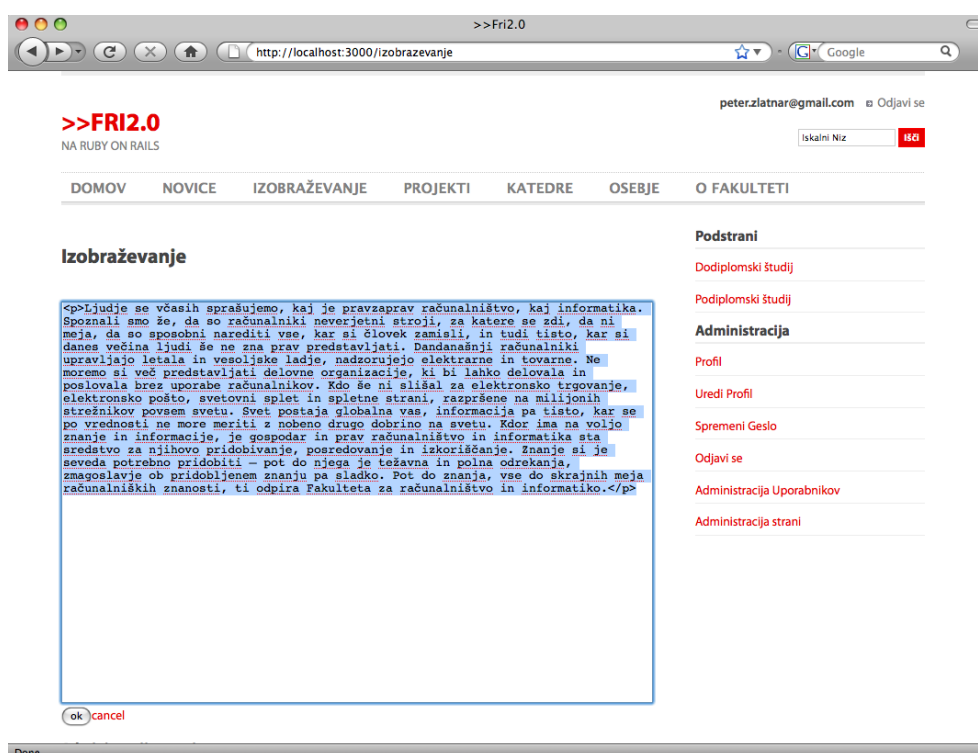 >>Fri2.0
http://localhost:3000/izobrazevanje
Google
peter.zlatnar@gmail.com Odjavi se
>>FRI2.0
NA RUBY ON RAILS
Iskalni Niz Išči
DOMOV NOVICE IZOBRAŽEVANJE PROJEKTI KATEDRE OSEBJE O FAKULTETI
Izobraževanje
<p>Ljudje se včasih sprašujemo, kaj je pravzaprav računalništvo, kaj informatika.
Spoznali smo že, da so računalniki neverjetni stroji, za katere se zdi, da ni
meja, da so sposobni narediti vse, kar si človek zamisli, in tudi tisto, kar si
danes večina ljudi še ne zna prav predstavljati. Dandanašnji računalniki
upravljajo letala in vesoljske ladje, nadzorujejo elektrarne in tovarne. Ne
moremo si več predstavljati delovne organizacije, ki bi lahko delovala in
poslovala brez uporabe računalnikov. Kdo še ni slišal za elektronsko trgovanje,
elektronsko pošto, svetovni splet in spletne strani, razpršene na milijonih
strežnikov povsem svetu. Svet postaja globalna vas, informacija pa tisto, kar se
po vrednosti ne more meriti z nobeno drugo dobrino na svetu. Kdor ima na voljo
znanje in informacije, je gospodar in prav računalništvo in informatika sta
sredstvo za njihovo pridobivanje, posredovanje in izkoriščanje. Znanje si je
seveda potrebno pridobiti – pot do njega je težavna in polna odrekanja,
zmagoslavje ob pridobljenem znanju pa sladko. Pot do znanja, vse do skrajnih meja
računalniških znanosti, ti odpira Fakulteta za računalništvo in informatiko.</p>
ok cancel
Podstrani
Dodiplomski študij
Podiplomski študij
Administracija
Profil
Uredi Profil
Spremeni Geslo
Odjavi se
Administracija Uporabnikov
Administracija strani
Done